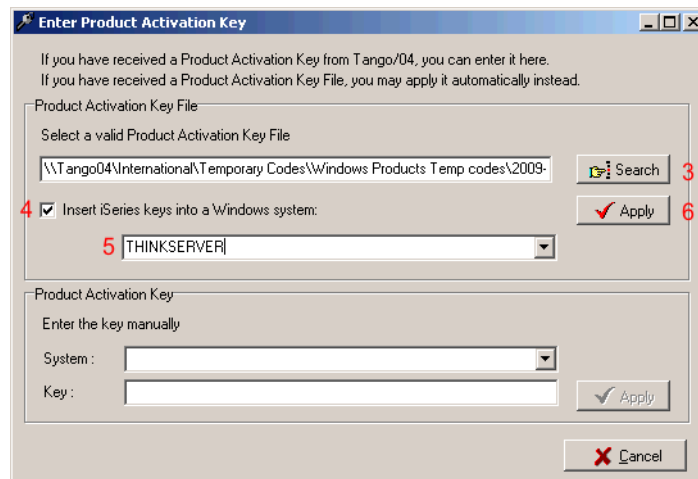 Enter Product Activation Key
If you have received a Product Activation Key from Tango/04, you can enter it here.
If you have received a Product Activation Key File, you may apply it automatically instead.
Product Activation Key File
Select a valid Product Activation Key File
\\Tango04\International\Temporary Codes\Windows Products Temp codes\2009- Search 3
4 Insert iSeries keys into a Windows system: Apply 6
5 THINKSERVER
Product Activation Key
Enter the key manually
System :
Key : Apply
Cancel